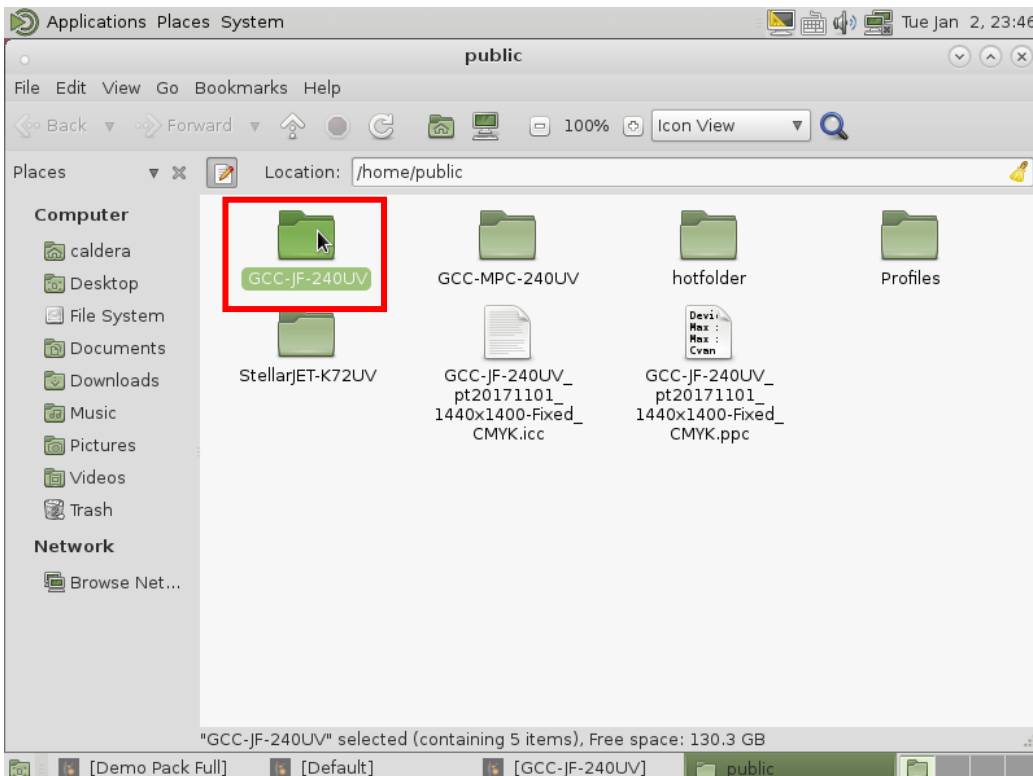 Applications Places System
Tue Jan 2, 23:46
public
File Edit View Go Bookmarks Help
Back Forward 100% Icon View
Places Location: /home/public
Computer
caldera
Desktop
File System
Documents
Downloads
Music
Pictures
Videos
Trash
Network
Browse Net...
GCC-JF-240UV
GCC-MPC-240UV
hotfolder
Profiles
StellarJET-K72UV
GCC-JF-240UV_
pt20171101_
1440x1400-Fixed_
CMYK.icc
Devi
Max :
Max :
Cyan
GCC-JF-240UV_
pt20171101_
1440x1400-Fixed_
CMYK.ppc
"GCC-JF-240UV" selected (containing 5 items), Free space: 130.3 GB
[Demo Pack Full] [Default] [GCC-JF-240UV] public